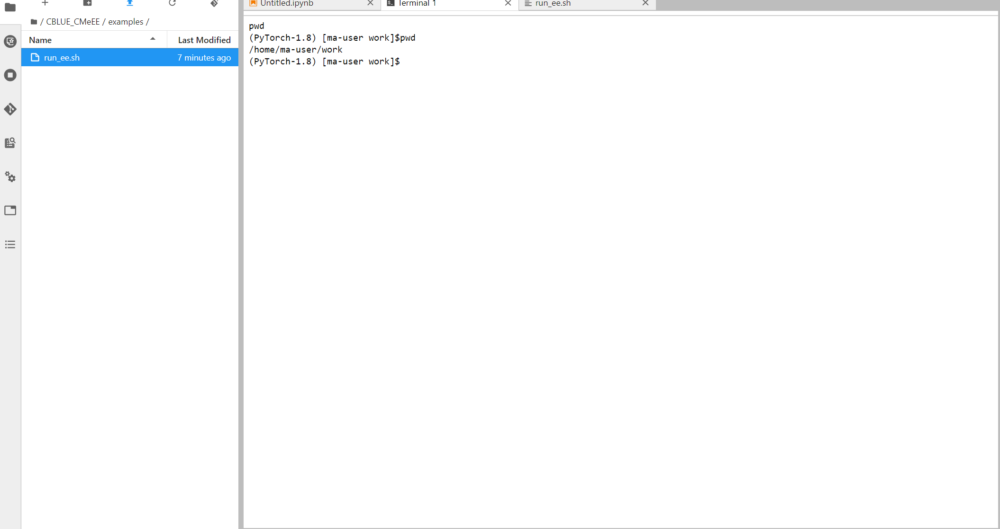 Untitled.ipynb
Terminal 1
run_ee.sh
/ CBLUE_CMeEE / examples /
Name
Last Modified
run_ee.sh
7 minutes ago
pwd
(PyTorch-1.8) [ma-user work]$pwd
/home/ma-user/work
(PyTorch-1.8) [ma-user work]$